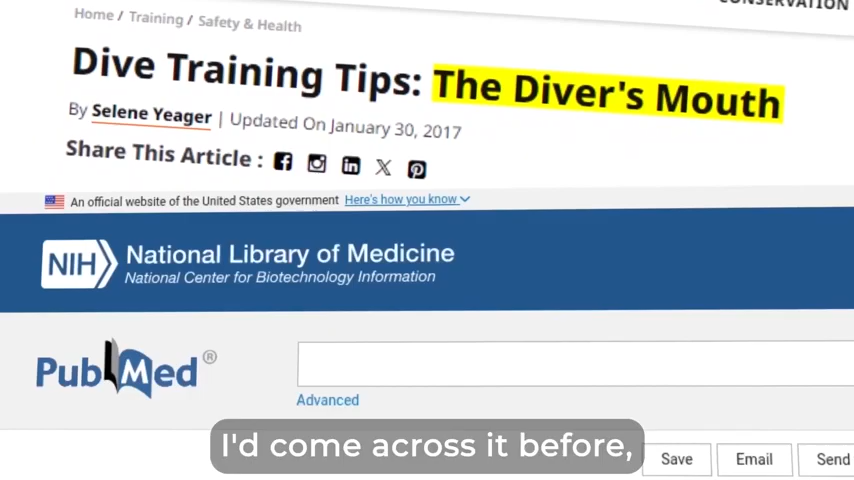 CONSERVATION
Home / Training / Safety & Health
Dive Training Tips: The Diver's Mouth
By Selene Yeager | Updated On January 30, 2017
Share This Article :
An official website of the United States government Here's how you know
NIH National Library of Medicine
National Center for Biotechnology Information
PubMed®
Advanced
I'd come across it before,
Save Email Send